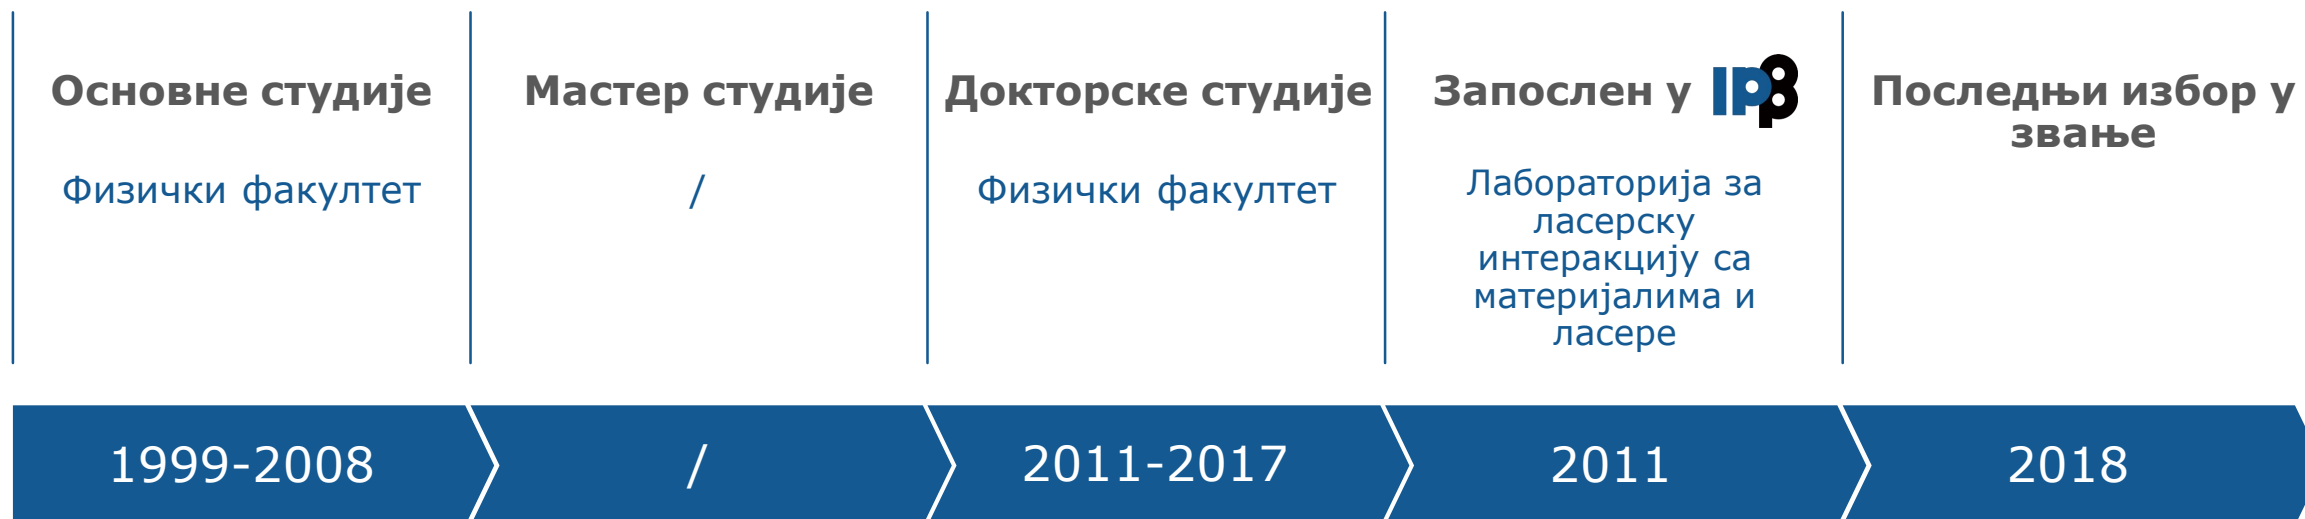 Основне студије
Физички факултет
1999-2008
Мастер студије
/
/
Докторске студије
Физички факултет
2011-2017
Запослен у IPB
Лабораторија за
ласерску
интеракцију са
материјалима и
ласере
2011
Последњи избор у
звање
2018